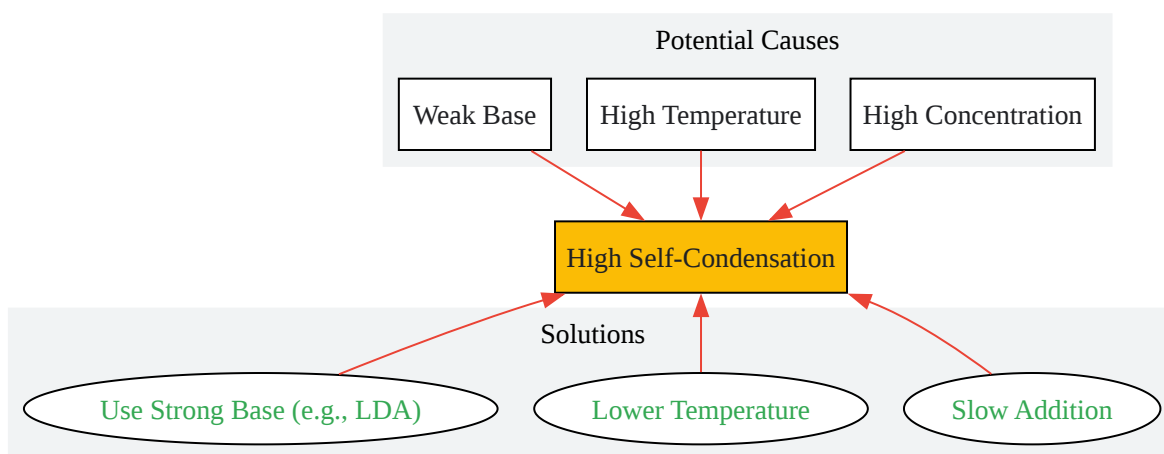 Potential Causes
Weak Base
High Temperature
High Concentration
High Self-Condensation
Solutions
Use Strong Base (e.g., LDA)
Lower Temperature
Slow Addition